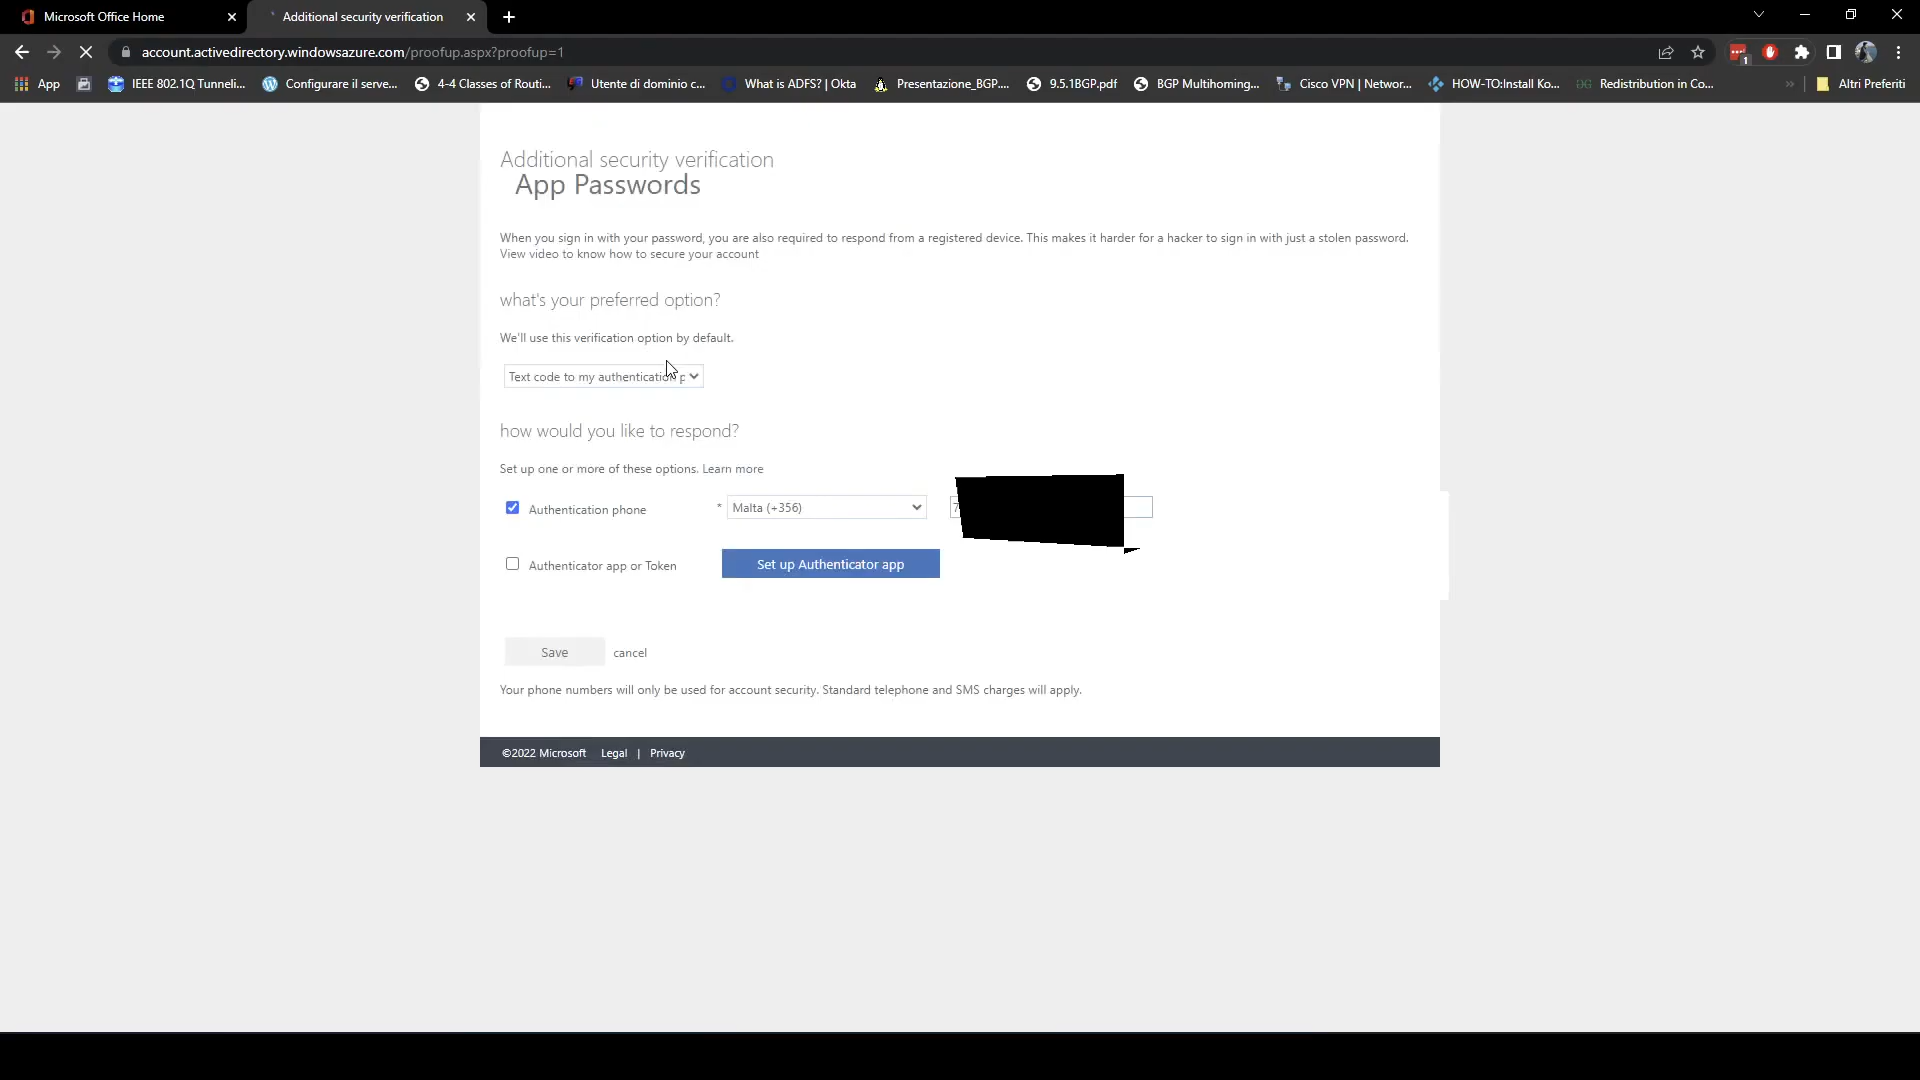 Microsoft Office Home
Additional security verification
account.activedirectory.windowsazure.com/proofup.aspx?proofup=1
1
App
IEEE 802.1Q Tunneli...
Configurare il serve...
4-4 Classes of Routi...
Utente di dominio c...
What is ADFS? | Okta
Presentazione_BGP....
9.5.1BGP.pdf
BGP Multihoming...
Cisco VPN | Networ...
HOW-TO:Install Ko...
Redistribution in Co...
»
Altri Preferiti
Additional security verification
App Passwords
When you sign in with your password, you are also required to respond from a registered device. This makes it harder for a hacker to sign in with just a stolen password.
View video to know how to secure your account
what's your preferred option?
We'll use this verification option by default.
Text code to my authentication p
how would you like to respond?
Set up one or more of these options. Learn more
Authentication phone
* Malta (+356)
7
Authenticator app or Token
Set up Authenticator app
Save
cancel
Your phone numbers will only be used for account security. Standard telephone and SMS charges will apply.
©2022 Microsoft Legal | Privacy